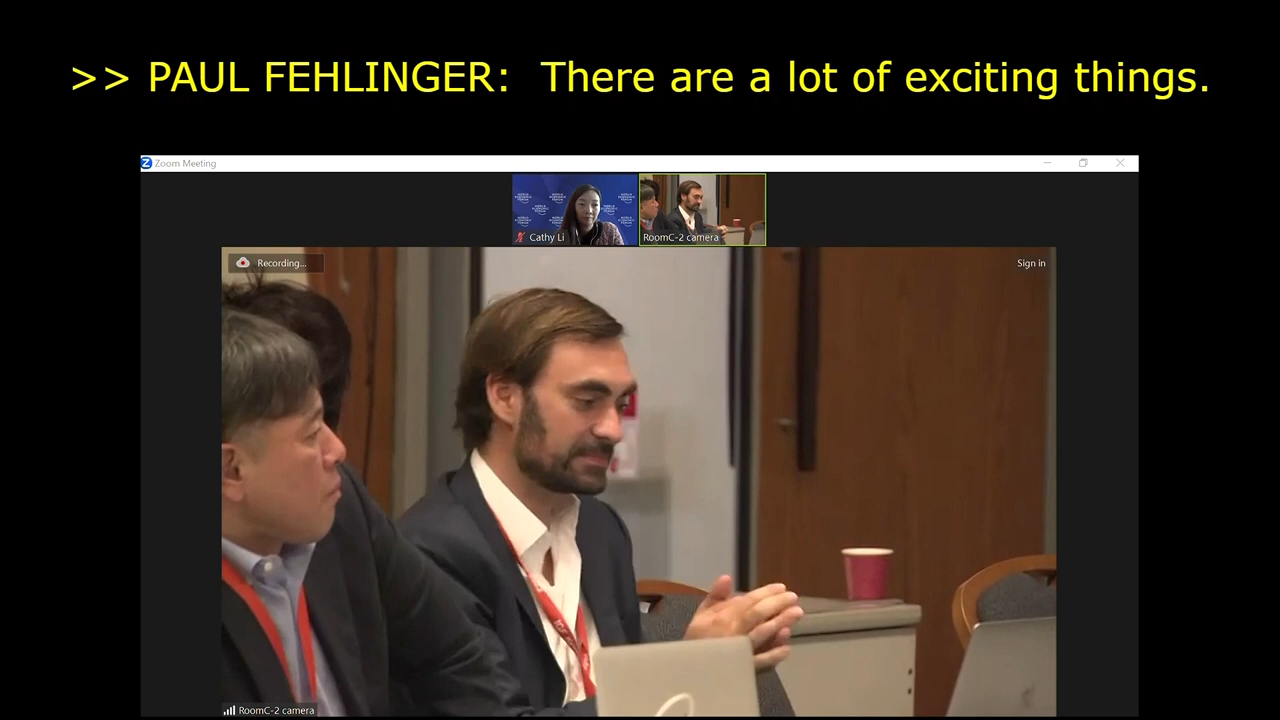 >> PAUL FEHLINGER:  There are a lot of exciting things.
Zoom Meeting
Cathy Li
RoomC-2 camera
Recording...
Sign in
RoomC-2 camera